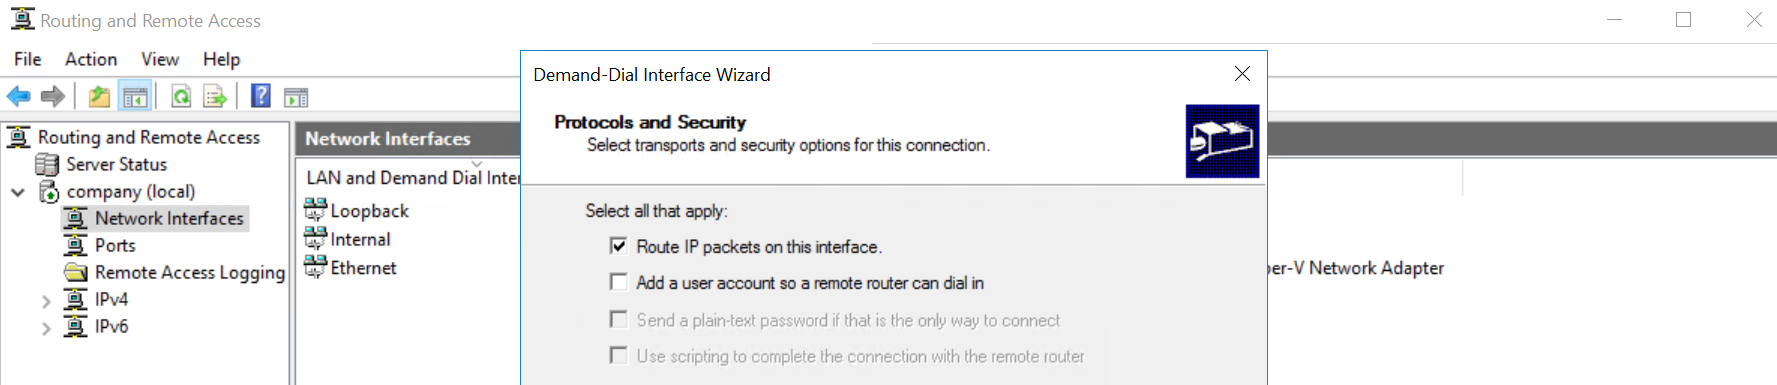 Routing and Remote Access
File Action View Help
Demand-Dial Interface Wizard
Protocols and Security
Select transports and security options for this connection.
Routing and Remote Access
Server Status
company (local)
Network Interfaces
Ports
Remote Access Logging
IPv4
IPv6
Network Interfaces
LAN and Demand Dial
Loopback
Internal
Ethernet
Select all that apply:
Route IP packets on this interface.
Add a user account so a remote router can dial in
Send a plain-text password if that is the only way to connect
Use scripting to complete the connection with the remote router
Network Adapter